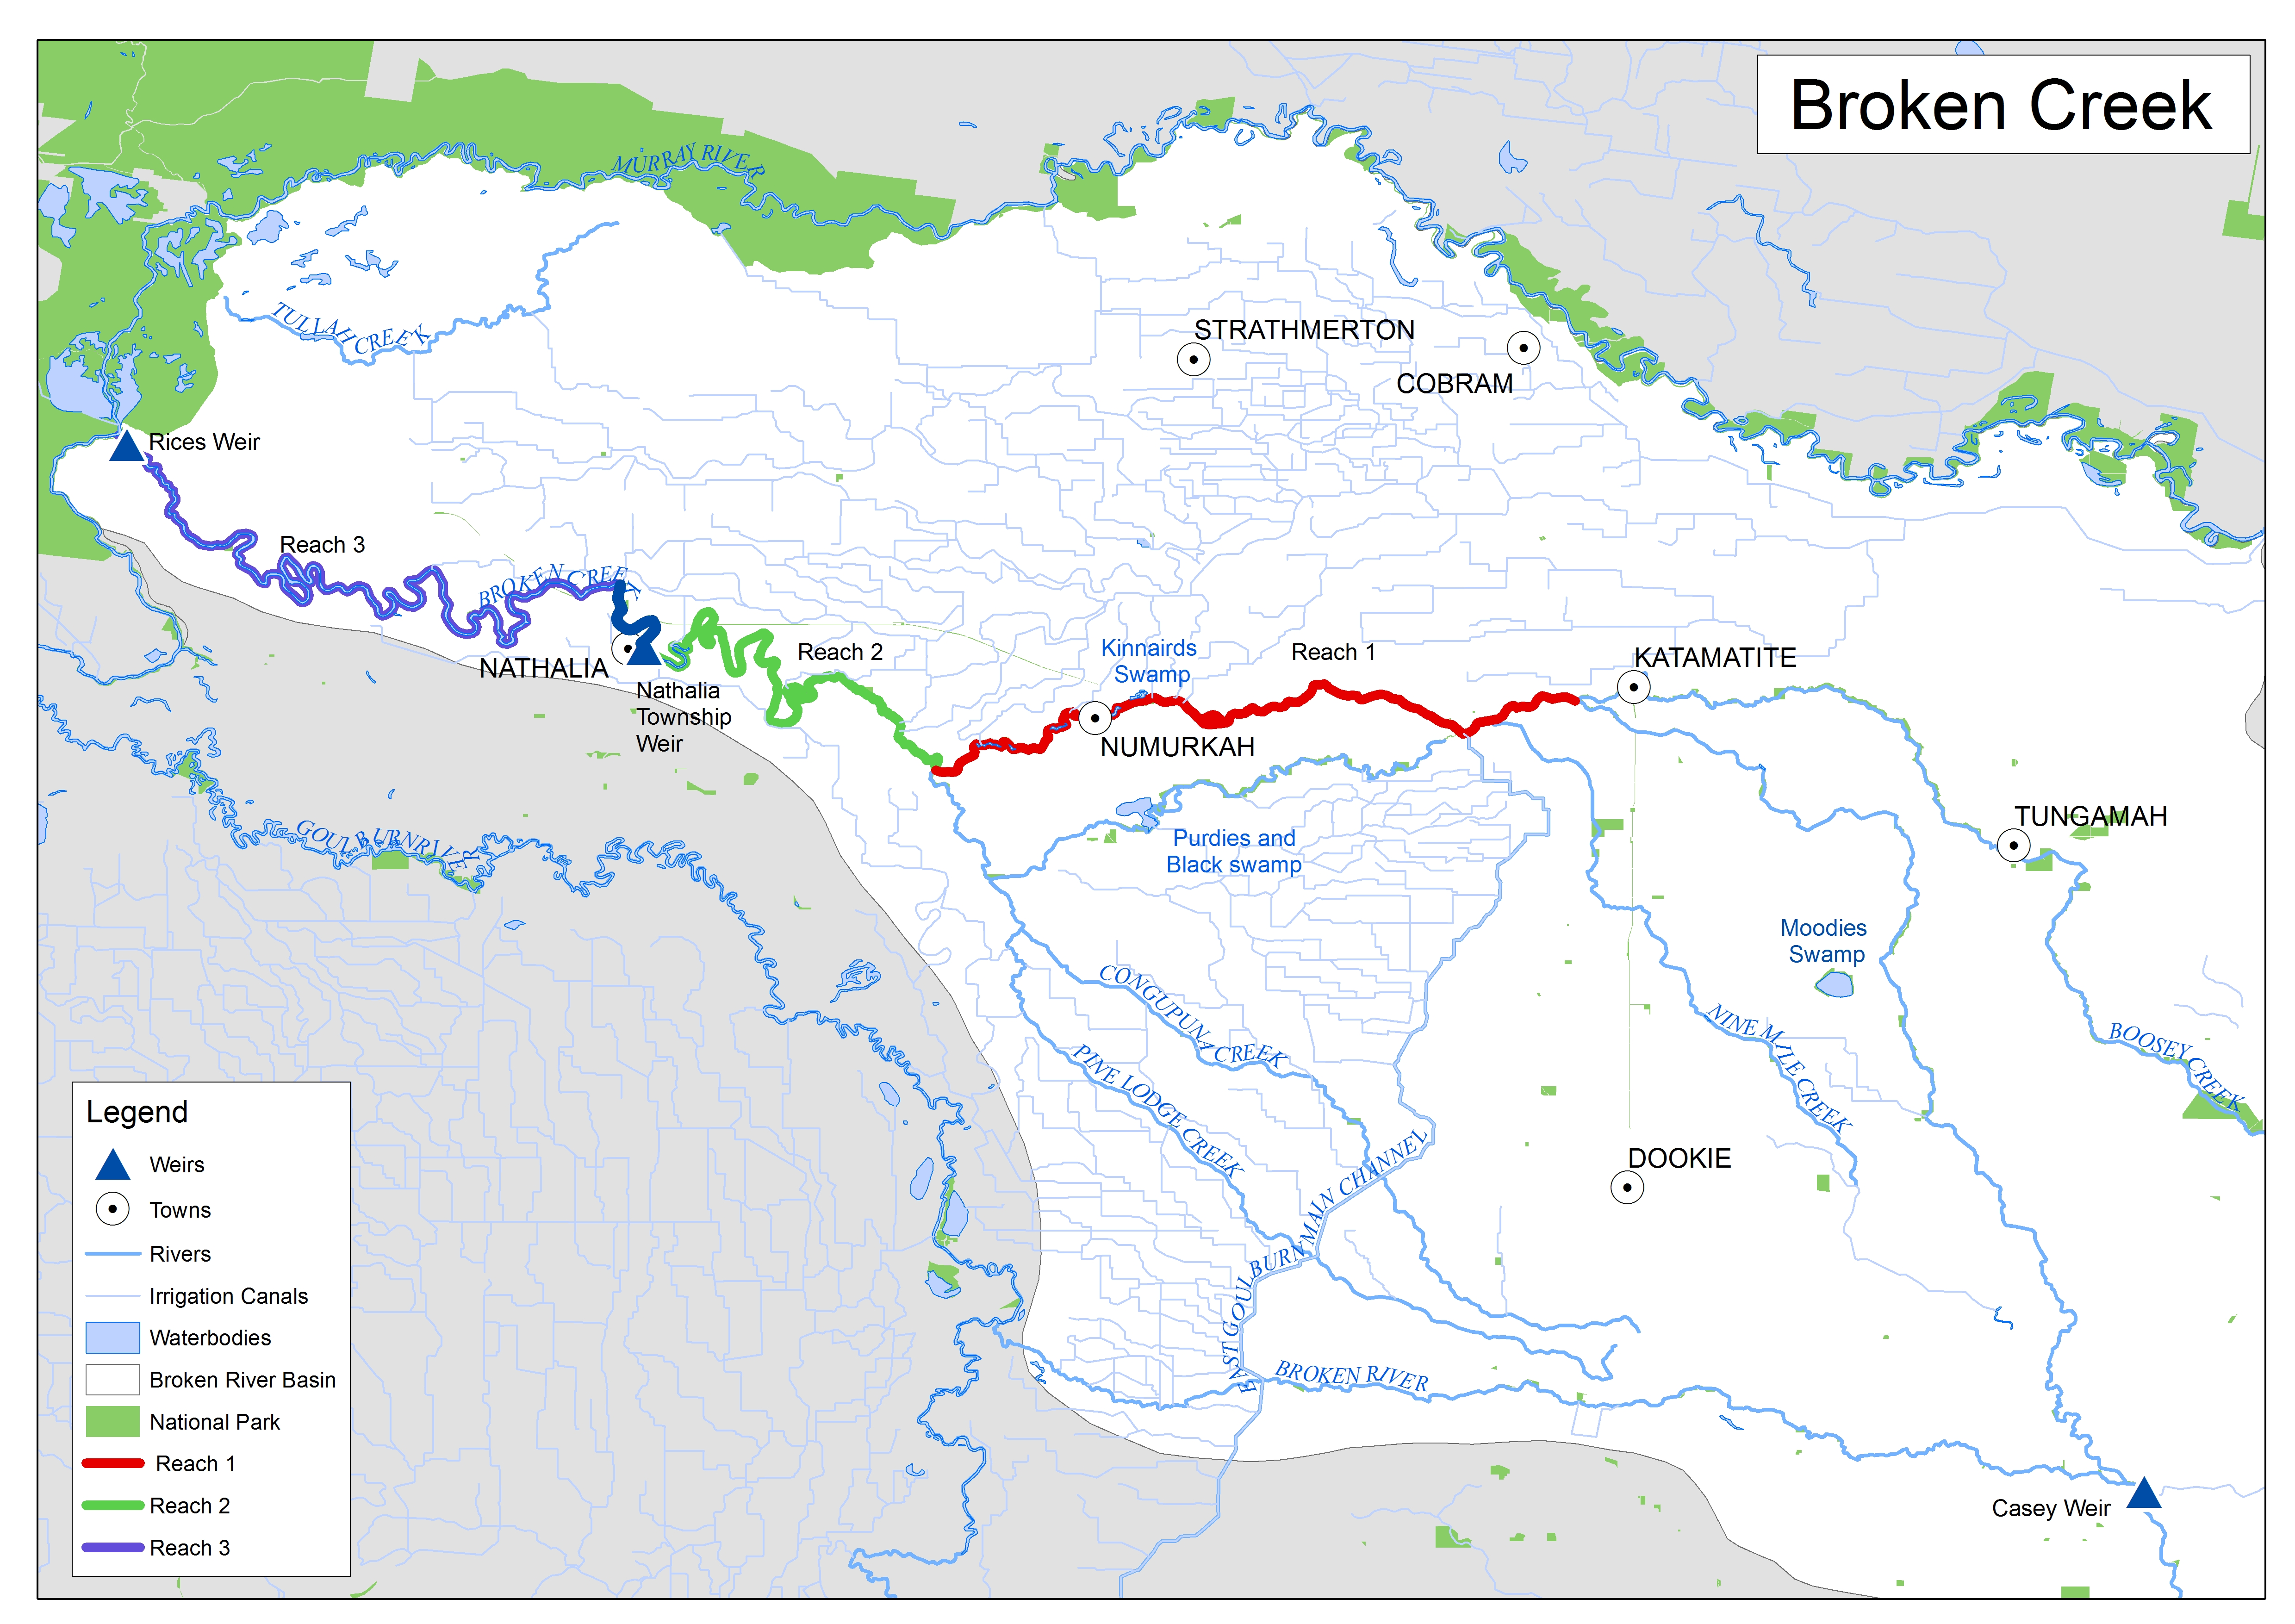 Broken Creek
MURRAY RIVER
TULLAH CREEK
STRATHMERTON
COBRAM
Rices Weir
Reach 3
BROKEN CREEK
NATHALIA
Nathalia
Township
Weir
Reach 2
Kinnairds
Swamp
Reach 1
KATAMATITE
NUMURKAH
TUNGAMAH
Purdies and
Black swamp
GOULBURN RIVER
Moodies
Swamp
CONGUPUNA CREEK
NINE MILE CREEK
BOOSEY CREEK
PINE LODGE CREEK
DOOKIE
EAST GOULBURN MAIN CHANNEL
BROKEN RIVER
Casey Weir
Legend
Weirs
Towns
Rivers
Irrigation Canals
Waterbodies
Broken River Basin
National Park
Reach 1
Reach 2
Reach 3